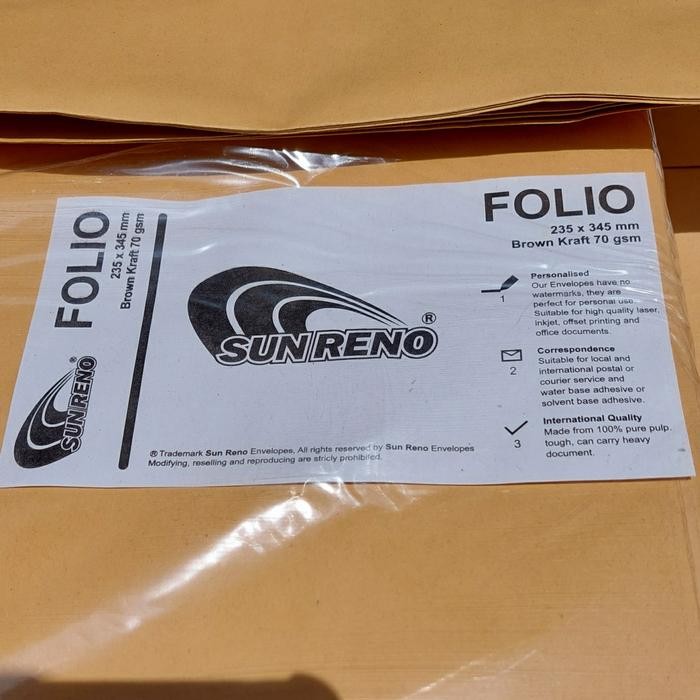 FOLIO
235 x 345 mm
Brown Kraft 70 gsm
SUN RENO®
FOLIO
235 x 345 mm
Brown Kraft 70 gsm
SUN RENO®
1
Personalised
Our Envelopes have no
watermarks, they are
perfect for personal use.
Suitable for high quality laser,
inkjet, offset printing and
office documents.
2
Correspondence
Suitable for local and
international postal or
courier service and
water base adhesive or
solvent base adhesive.
3
International Quality
Made from 100% pure pulp.
tough, can carry heavy
document.
® Trademark Sun Reno Envelopes, All rights reserved by Sun Reno Envelopes
Modifying, reselling and reproducing are stricly prohibited.